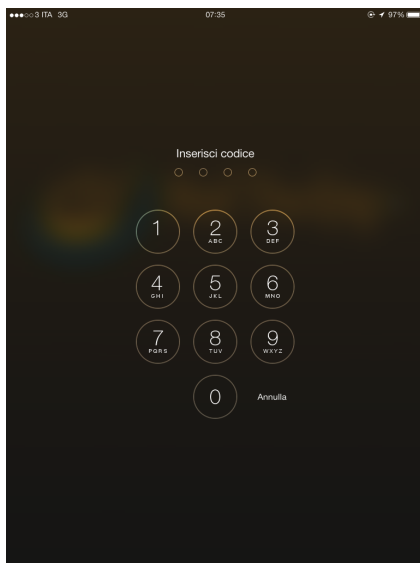 3 ITA 3G 07:35 97%
Inserisci codice
1 2 3
ABC DEF
4 5 6
GHI JKL MNO
7 8 9
PQRS TUV WXYZ
0 Annulla